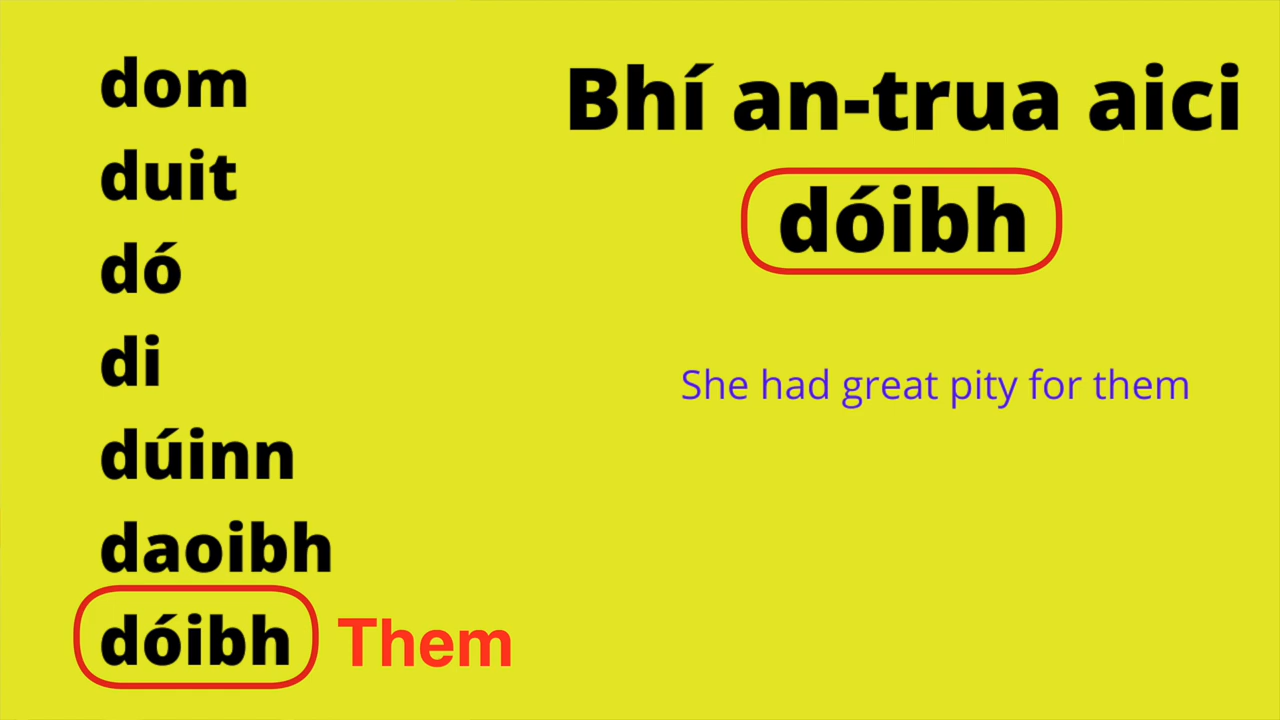 dom
duit
dó
di
dúinn
daoibh
dóibh Them
Bhí an-trua aici
dóibh
She had great pity for them